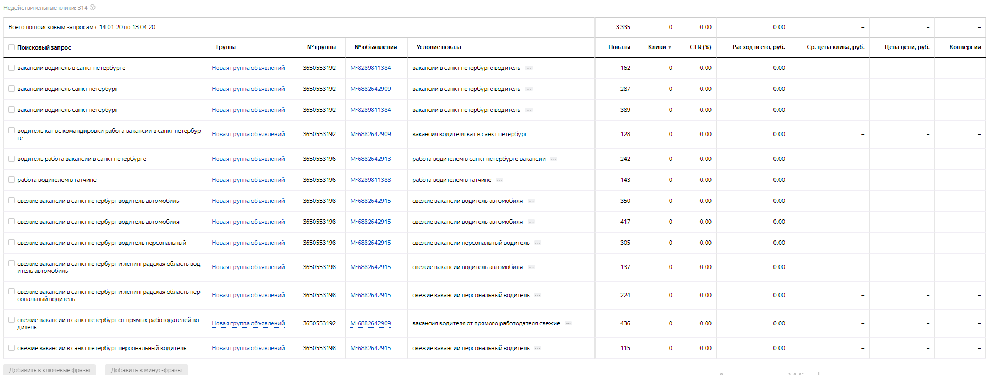 Недействительные клики: 314 ?
Всего по поисковым запросам с 14.01.20 по 13.04.20 3 335 0 0.00 0.00 – – –
Поисковый запрос Группа № группы № объявления Условие показа Показы Клики ▼ CTR (%) Расход всего, руб. Ср. цена клика, руб. Цена цели, руб. Конверсии
вакансии водитель в санкт петербурге Новая группа объявлений 3650553192 М-8289811384 вакансии в санкт петербурге водитель ... 162 0 0.00 0.00 – – –
вакансии водитель санкт петербург Новая группа объявлений 3650553192 М-6882642909 вакансии в санкт петербурге водитель ... 287 0 0.00 0.00 – – –
вакансии водитель санкт петербург Новая группа объявлений 3650553192 М-8289811384 вакансии в санкт петербурге водитель ... 389 0 0.00 0.00 – – –
водитель кат вс командировки работа вакансии в санкт петербур
ге Новая группа объявлений 3650553192 М-6882642909 вакансия водителя кат в санкт петербург 128 0 0.00 0.00 – – –
водитель работа вакансии в санкт петербурге Новая группа объявлений 3650553196 М-6882642913 работа водителем в санкт петербурге вакансии ... 242 0 0.00 0.00 – – –
работа водителем в гатчине Новая группа объявлений 3650553196 М-8289811388 работа водителем в гатчине ... 143 0 0.00 0.00 – – –
свежие вакансии в санкт петербург водитель автомобиль Новая группа объявлений 3650553198 М-6882642915 свежие вакансии водитель автомобиля ... 350 0 0.00 0.00 – – –
свежие вакансии в санкт петербург водитель автомобиля Новая группа объявлений 3650553198 М-6882642915 свежие вакансии водитель автомобиля ... 417 0 0.00 0.00 – – –
свежие вакансии в санкт петербург водитель персональный Новая группа объявлений 3650553198 М-6882642915 свежие вакансии персональный водитель ... 305 0 0.00 0.00 – – –
свежие вакансии в санкт петербург и ленинградская область вод
итель автомобиль Новая группа объявлений 3650553198 М-6882642915 свежие вакансии водитель автомобиля ... 137 0 0.00 0.00 – – –
свежие вакансии в санкт петербург и ленинградская область пер
сональный водитель Новая группа объявлений 3650553198 М-6882642915 свежие вакансии персональный водитель ... 224 0 0.00 0.00 – – –
свежие вакансии в санкт петербург от прямых работодателей во
дитель Новая группа объявлений 3650553192 М-6882642909 вакансия водителя от прямого работодателя свежие ... 436 0 0.00 0.00 – – –
свежие вакансии в санкт петербург персональный водитель Новая группа объявлений 3650553198 М-6882642915 свежие вакансии персональный водитель ... 115 0 0.00 0.00 – – –
Добавить в ключевые фразы Добавить в минус-фразы